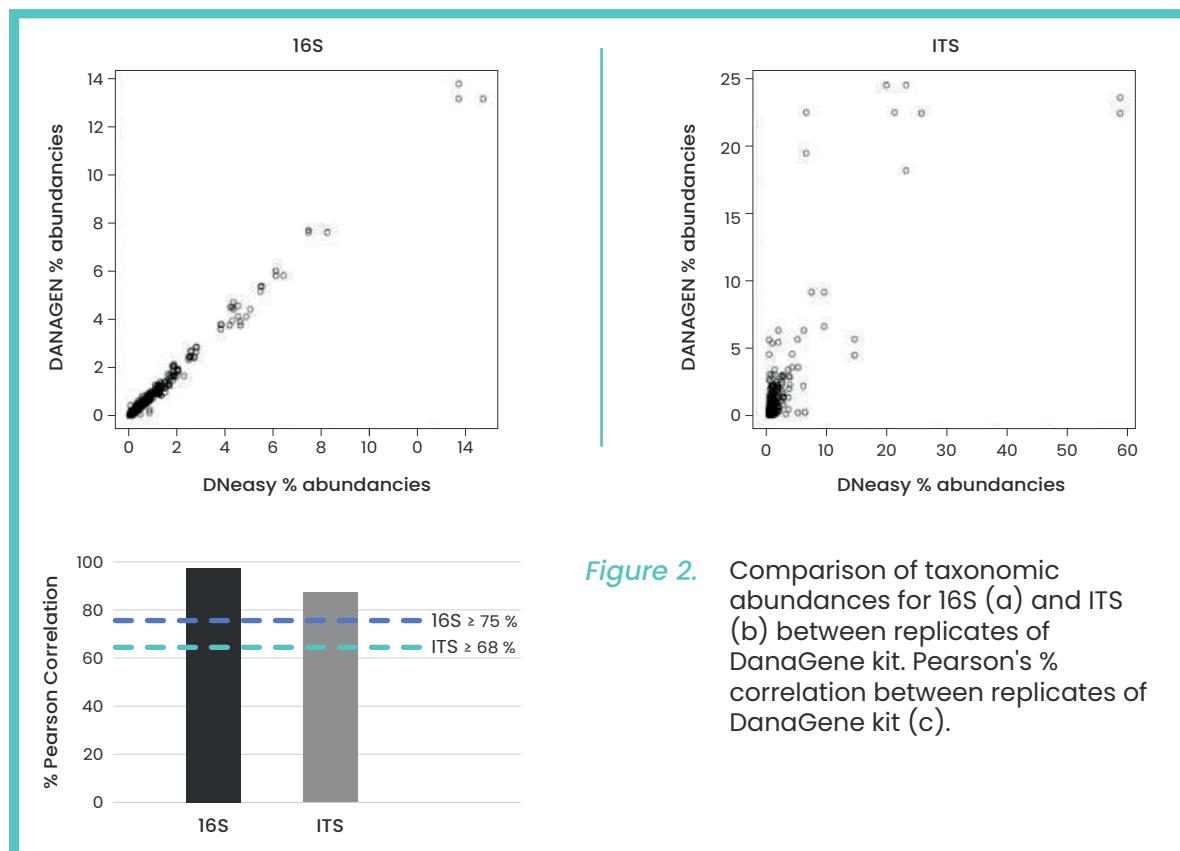 16S
DANAGEN % abundancies
14
12
10
8
6
4
2
0
0 2 4 6 8 10 0 14
DNeasy % abundancies
ITS
DANAGEN % abundancies
25
20
15
10
5
0
0 10 20 30 40 50 60
DNeasy % abundancies
% Pearson Correlation
100
80
60
40
20
0
16S ≥ 75 %
ITS ≥ 68 %
16S ITS
Figure 2. Comparison of taxonomic
abundances for 16S (a) and ITS
(b) between replicates of
DanaGene kit. Pearson's %
correlation between replicates of
DanaGene kit (c).